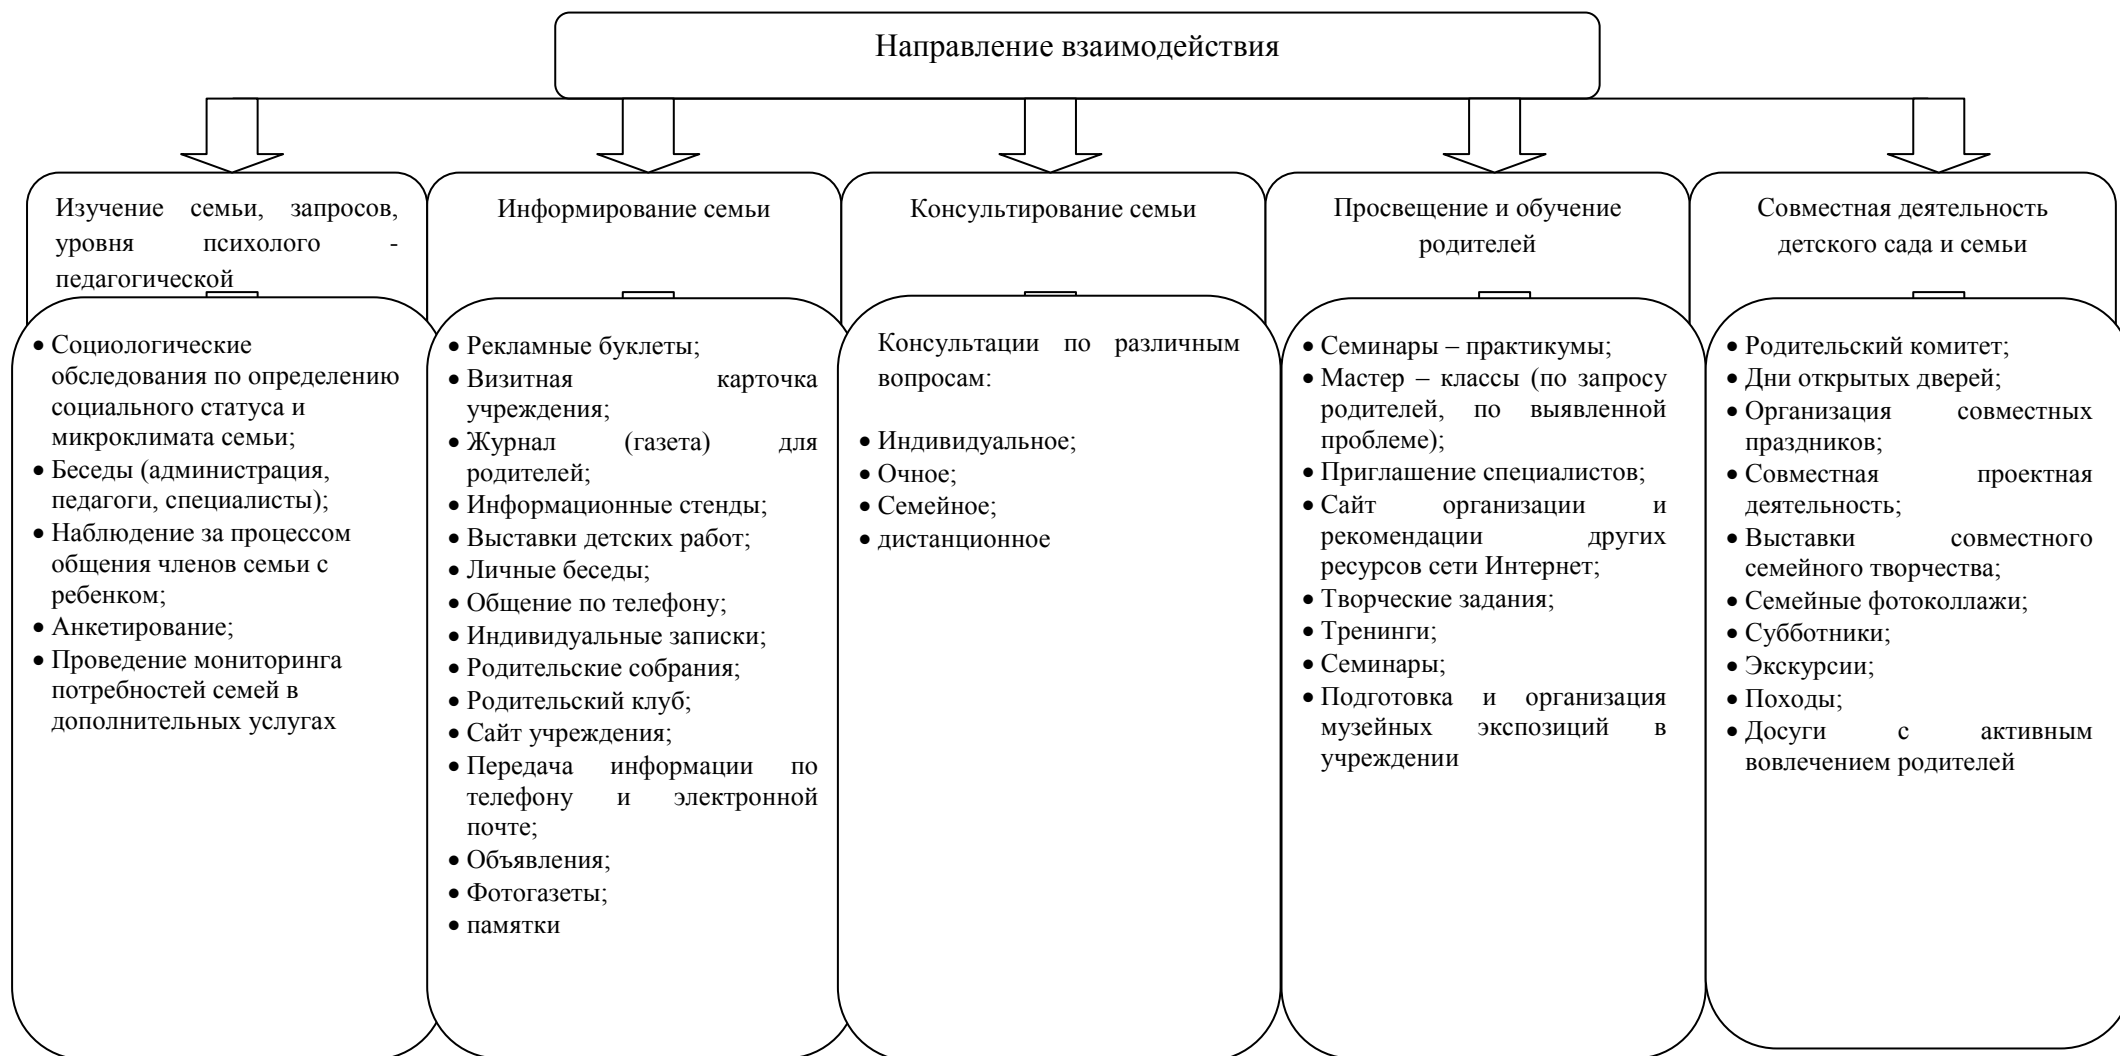 Направление взаимодействия
Изучение семьи, запросов,
уровня психолого -
педагогической
• Социологические
обследования по определению
социального статуса и
микроклимата семьи;
• Беседы (администрация,
педагоги, специалисты);
• Наблюдение за процессом
общения членов семьи с
ребенком;
• Анкетирование;
• Проведение мониторинга
потребностей семей в
дополнительных услугах
Информирование семьи
• Рекламные буклеты;
• Визитная карточка
учреждения;
• Журнал (газета) для
родителей;
• Информационные стенды;
• Выставки детских работ;
• Личные беседы;
• Общение по телефону;
• Индивидуальные записки;
• Родительские собрания;
• Родительский клуб;
• Сайт учреждения;
• Передача информации по
телефону и электронной
почте;
• Объявления;
• Фотогазеты;
• памятки
Консультирование семьи
Консультации по различным
вопросам:
• Индивидуальное;
• Очное;
• Семейное;
• дистанционное
Просвещение и обучение
родителей
• Семинары – практикумы;
• Мастер – классы (по запросу
родителей, по выявленной
проблеме);
• Приглашение специалистов;
• Сайт организации и
рекомендации других
ресурсов сети Интернет;
• Творческие задания;
• Тренинги;
• Семинары;
• Подготовка и организация
музейных экспозиций в
учреждении
Совместная деятельность
детского сада и семьи
• Родительский комитет;
• Дни открытых дверей;
• Организация совместных
праздников;
• Совместная проектная
деятельность;
• Выставки совместного
семейного творчества;
• Семейные фотоколлажи;
• Субботники;
• Экскурсии;
• Походы;
• Досуги с активным
вовлечением родителей